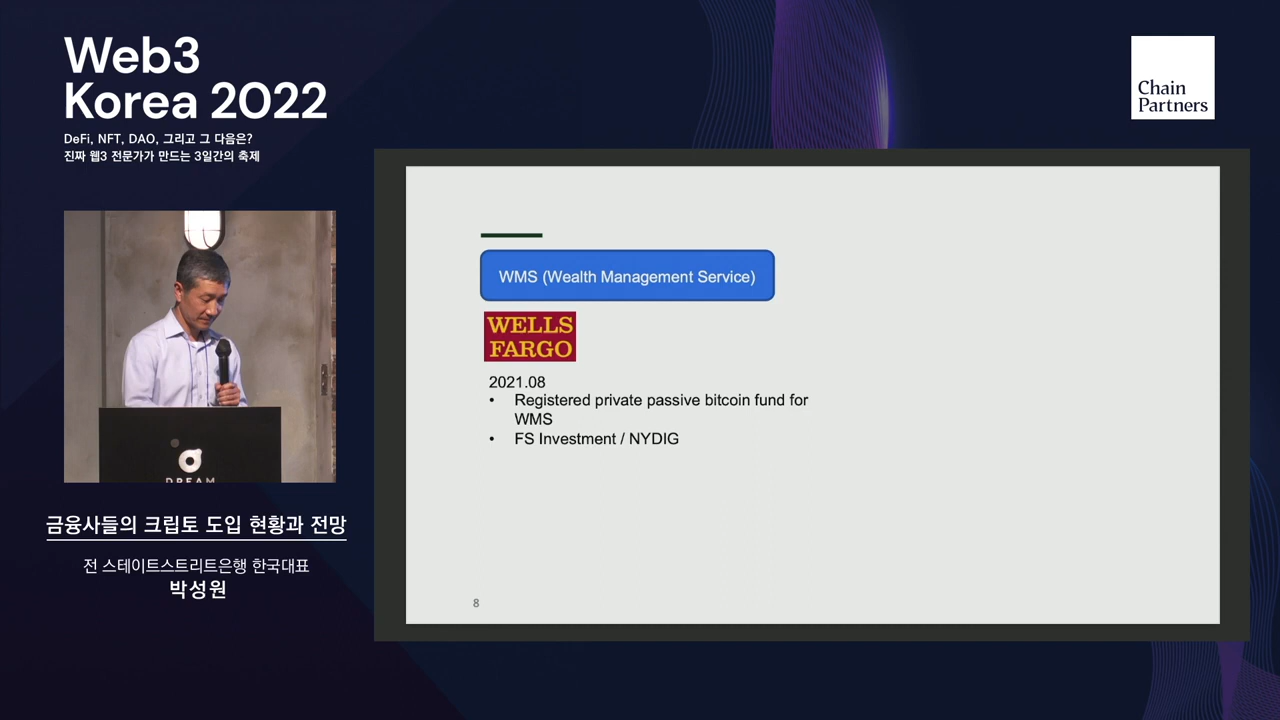 Web3
Korea 2022
DeFi, NFT, DAO, 그리고 그 다음은?
진짜 웹3 전문가가 만드는 3일간의 축제
Chain
Partners
WMS (Wealth Management Service)
WELLS
FARGO
2021.08
• Registered private passive bitcoin fund for
WMS
• FS Investment / NYDIG
8
DREAM
금융사들의 크립토 도입 현황과 전망
전 스테이트스트리트은행 한국대표
박성원